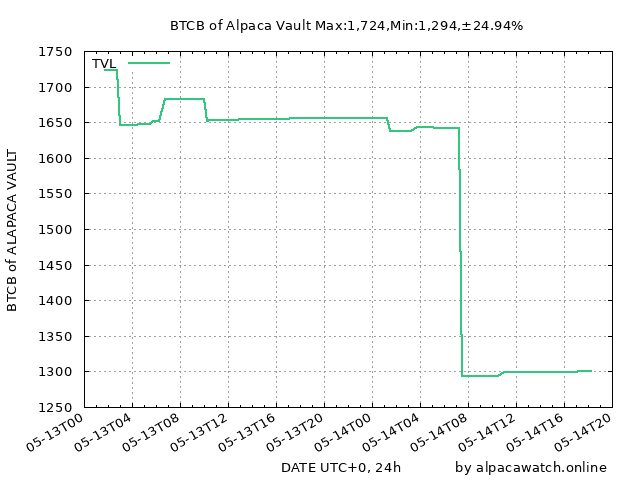 BTCB of Alpaca Vault Max:1,724,Min:1,294,±24.94%
TVL
BTCB of ALAPACA VAULT
1750
1700
1650
1600
1550
1500
1450
1400
1350
1300
1250
05-13T00
05-13T04
05-13T08
05-13T12
05-13T16
05-13T20
05-14T00
05-14T04
05-14T08
05-14T12
05-14T16
05-14T20
DATE UTC+0, 24h
by alpacawatch.online